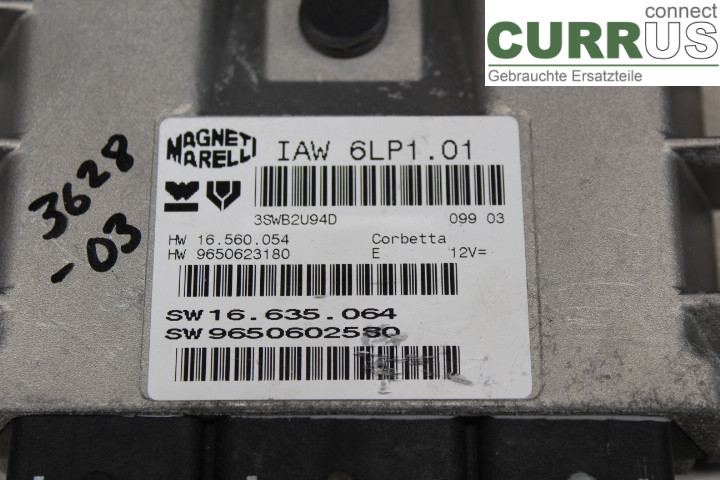 connect
CURRUS
Gebrauchte Ersatzteile
MAGNETI
MARELLI
IAW 6LP1.01
3SWB2U94D 099 03
HW 16.560.054 Corbetta
HW 9650623180 E 12V=
SW 16.635.064
SW 9650602580
3628
-03